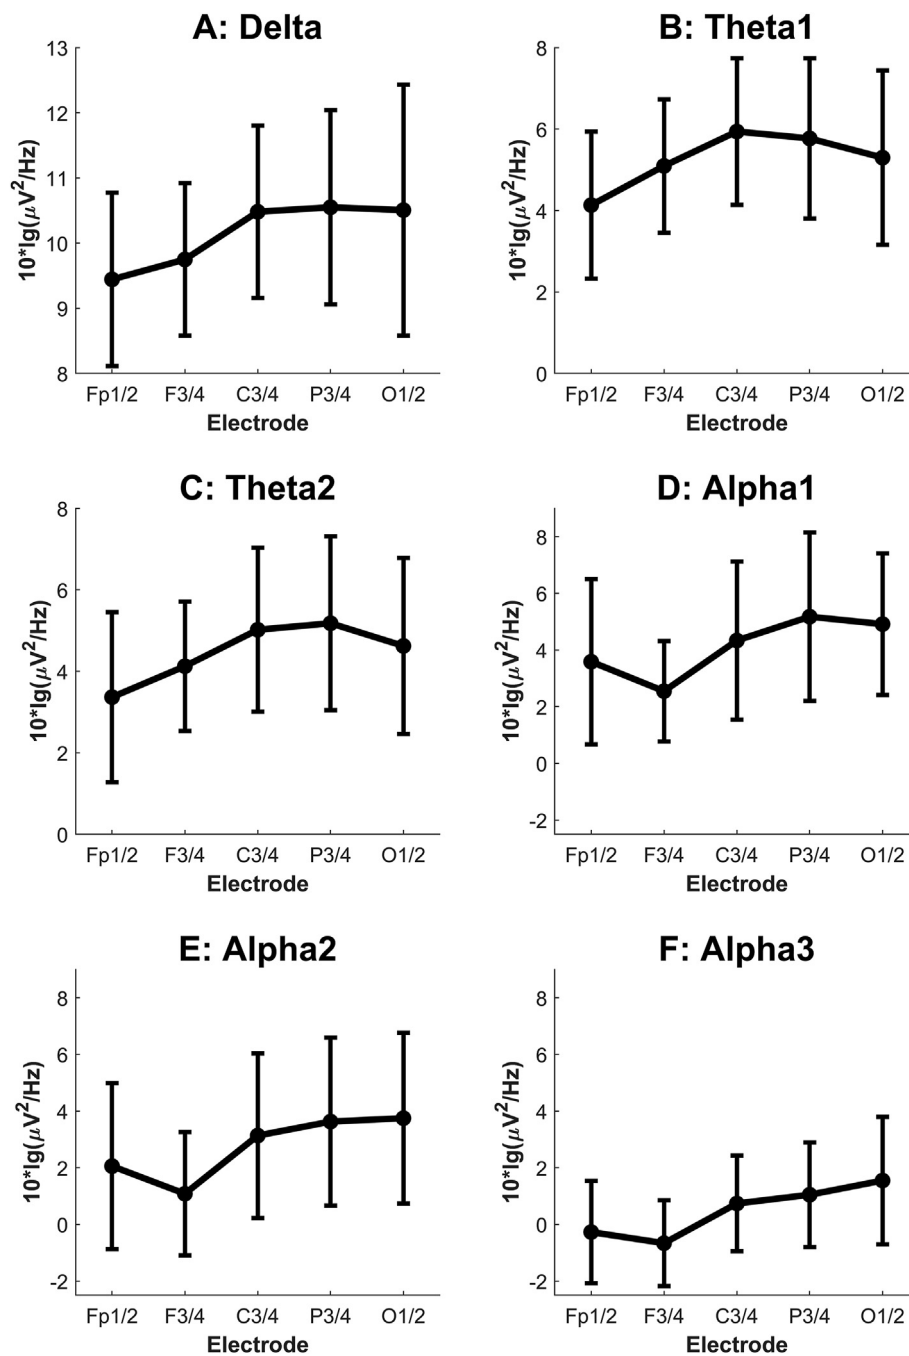 A: Delta
10*lg(μV²/Hz)
13
12
11
10
9
8
Fp1/2 F3/4 C3/4 P3/4 O1/2
Electrode
B: Theta1
10*lg(μV²/Hz)
8
6
4
2
0
Fp1/2 F3/4 C3/4 P3/4 O1/2
Electrode
C: Theta2
10*lg(μV²/Hz)
8
6
4
2
0
Fp1/2 F3/4 C3/4 P3/4 O1/2
Electrode
D: Alpha1
10*lg(μV²/Hz)
8
6
4
2
0
-2
Fp1/2 F3/4 C3/4 P3/4 O1/2
Electrode
E: Alpha2
10*lg(μV²/Hz)
8
6
4
2
0
-2
Fp1/2 F3/4 C3/4 P3/4 O1/2
Electrode
F: Alpha3
10*lg(μV²/Hz)
8
6
4
2
0
-2
Fp1/2 F3/4 C3/4 P3/4 O1/2
Electrode